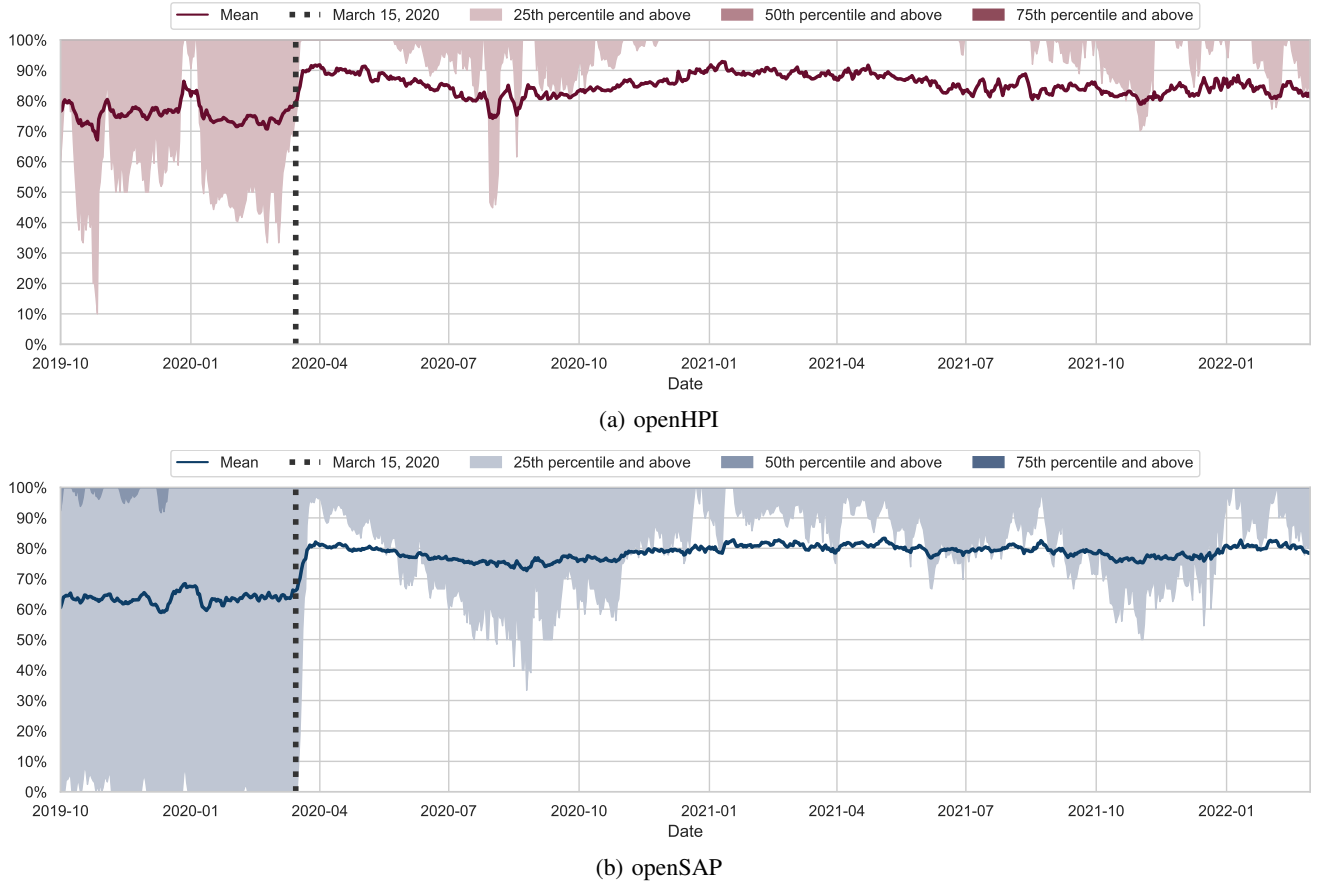 Mean March 15, 2020 25th percentile and above 50th percentile and above 75th percentile and above
100%
90%
80%
70%
60%
50%
40%
30%
20%
10%
0%
2019-10 2020-01 2020-04 2020-07 2020-10 2021-01 2021-04 2021-07 2021-10 2022-01
Date
(a) openHPI
Mean March 15, 2020 25th percentile and above 50th percentile and above 75th percentile and above
100%
90%
80%
70%
60%
50%
40%
30%
20%
10%
0%
2019-10 2020-01 2020-04 2020-07 2020-10 2021-01 2021-04 2021-07 2021-10 2022-01
Date
(b) openSAP